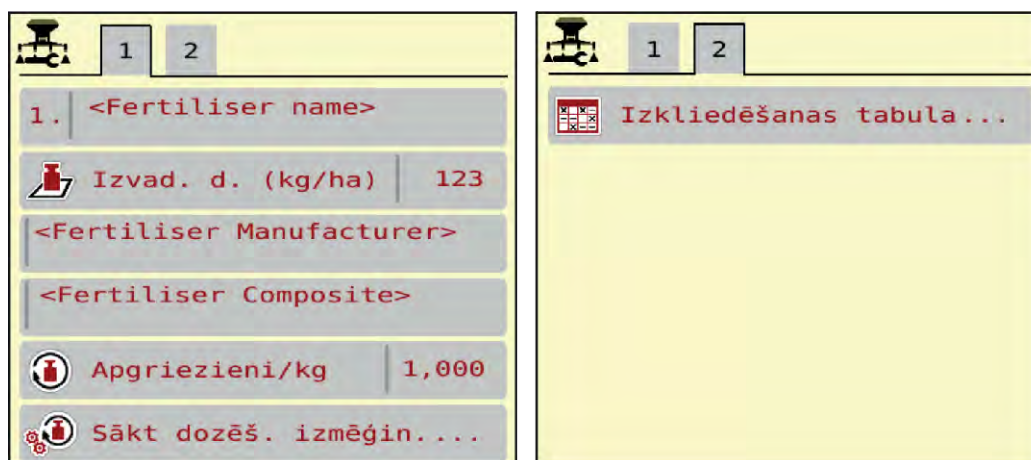 1 2
1. <Fertiliser name>
Izvad. d. (kg/ha) 123
<Fertiliser Manufacturer>
<Fertiliser Composite>
Apgriezieni/kg 1,000
Sākt dozēš. izmēģin....
1 2
Izkliedēšanas tabula...